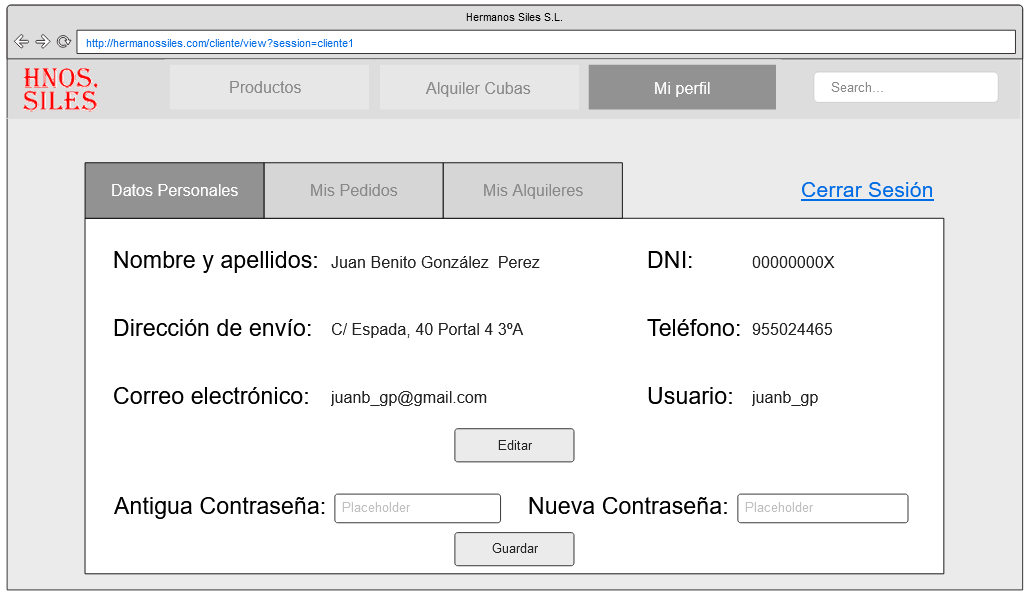 Hermanos Siles S.L.
http://hermanossiles.com/cliente/view?session=cliente1
HNOS.
SILES
Productos
Alquiler Cubas
Mi perfil
Search...
Datos Personales
Mis Pedidos
Mis Alquileres
Cerrar Sesión
Nombre y apellidos: Juan Benito González  Perez
DNI: 00000000X
Dirección de envío: C/ Espada, 40 Portal 4 3ºA
Teléfono: 955024465
Correo electrónico: juanb_gp@gmail.com
Usuario: juanb_gp
Editar
Antigua Contraseña: Placeholder
Nueva Contraseña: Placeholder
Guardar